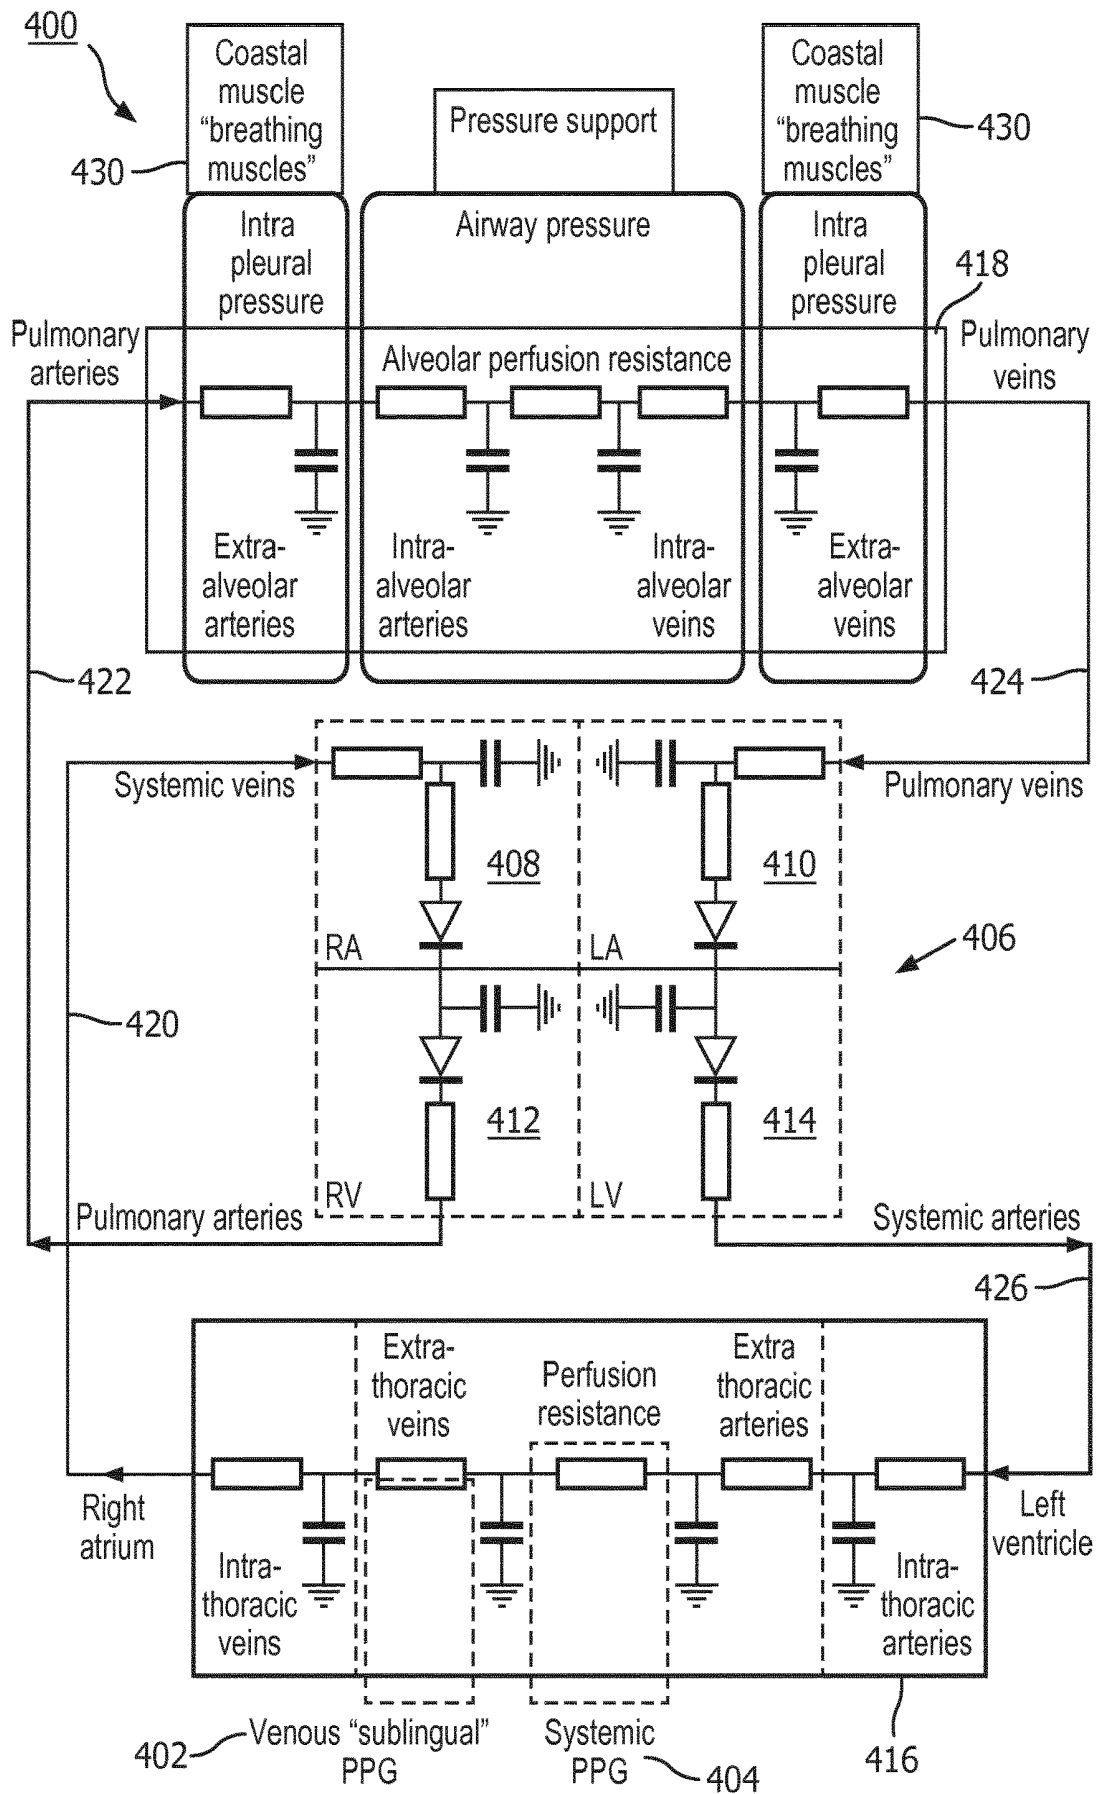 400
Coastal
muscle
“breathing
muscles”
430
Pressure support
Coastal
muscle
“breathing
muscles”
430
Intra
pleural
pressure
Airway pressure
Intra
pleural
pressure
418
Pulmonary
arteries
Alveolar perfusion resistance
Pulmonary
veins
Extra-
alveolar
arteries
Intra-
alveolar
arteries
Intra-
alveolar
veins
Extra-
alveolar
veins
422
424
Systemic veins
Pulmonary veins
408
410
RA
LA
406
420
412
414
RV
LV
Pulmonary arteries
Systemic arteries
426
Extra-
thoracic
veins
Perfusion
resistance
Extra
thoracic
arteries
Right
atrium
Left
ventricle
Intra-
thoracic
veins
Intra-
thoracic
arteries
402
Venous “sublingual”
PPG
Systemic
PPG
404
416